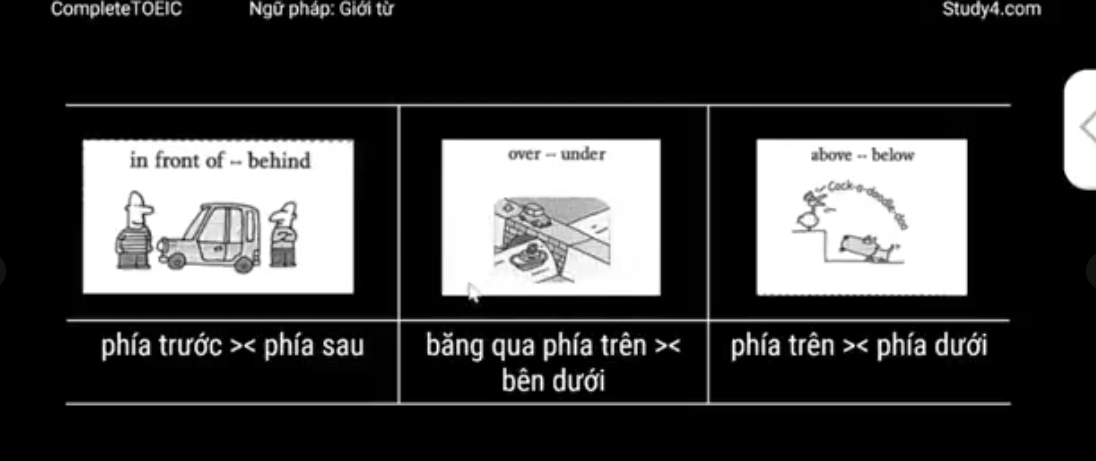 CompleteTOEIC Ngữ pháp: Giới từ Study4.com
in front of -- behind
over -- under
above -- below
Cock-a-doodle-doo
phía trước >< phía sau
băng qua phía trên ><
bên dưới
phía trên >< phía dưới